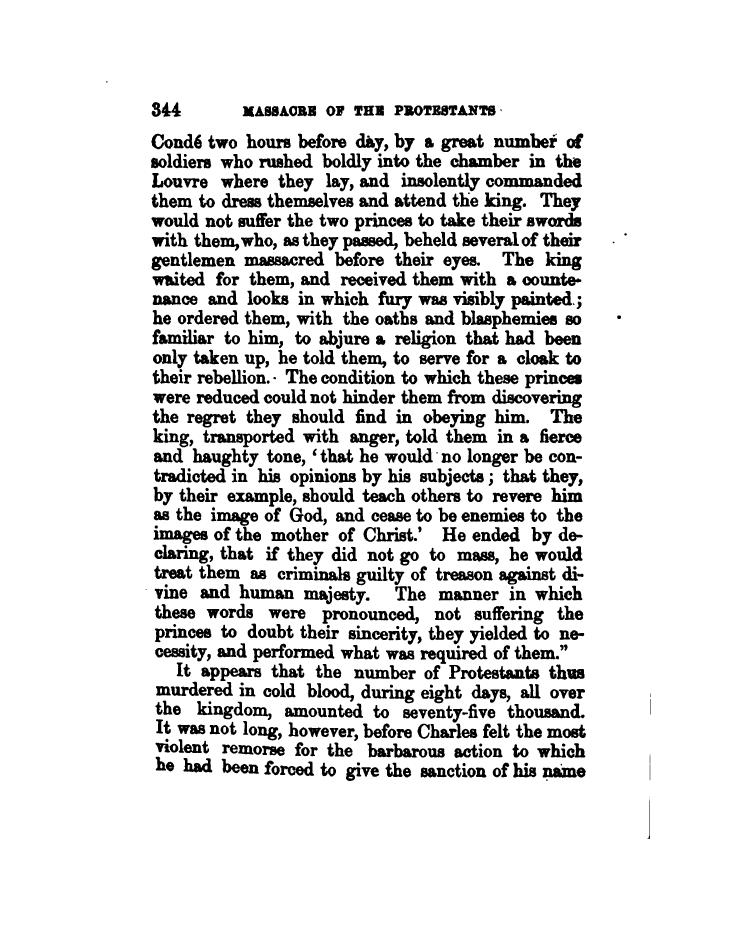 344 MASSACRE OF THE PROTESTANTS
Condé two hours before day, by a great number of
soldiers who rushed boldly into the chamber in the
Louvre where they lay, and insolently commanded
them to dress themselves and attend the king. They
would not suffer the two princes to take their swords
with them, who, as they passed, beheld several of their
gentlemen massacred before their eyes. The king
waited for them, and received them with a counte-
nance and looks in which fury was visibly painted;
he ordered them, with the oaths and blasphemies so
familiar to him, to abjure a religion that had been
only taken up, he told them, to serve for a cloak to
their rebellion. The condition to which these princes
were reduced could not hinder them from discovering
the regret they should find in obeying him. The
king, transported with anger, told them in a fierce
and haughty tone, ‘that he would no longer be con-
tradicted in his opinions by his subjects; that they,
by their example, should teach others to revere him
as the image of God, and cease to be enemies to the
images of the mother of Christ.’ He ended by de-
claring, that if they did not go to mass, he would
treat them as criminals guilty of treason against di-
vine and human majesty. The manner in which
these words were pronounced, not suffering the
princes to doubt their sincerity, they yielded to ne-
cessity, and performed what was required of them.”
It appears that the number of Protestants thus
murdered in cold blood, during eight days, all over
the kingdom, amounted to seventy-five thousand.
It was not long, however, before Charles felt the most
violent remorse for the barbarous action to which
he had been forced to give the sanction of his name